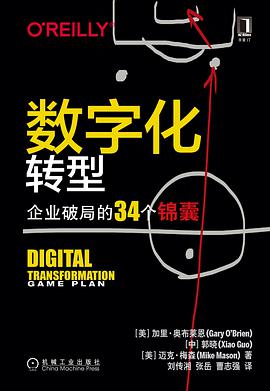 O'REILLY®
数字化
转型
企业破局的34个锦囊
DIGITAL
TRANSFORMATION
GAME PLAN
[美] 加里·奥布莱恩(Gary O'Brien)
[中] 郭晓(Xiao Guo)
[美] 迈克·梅森(Mike Mason)
刘传湘 张岳 曹志强 译
机械工业出版社
China Machine Press